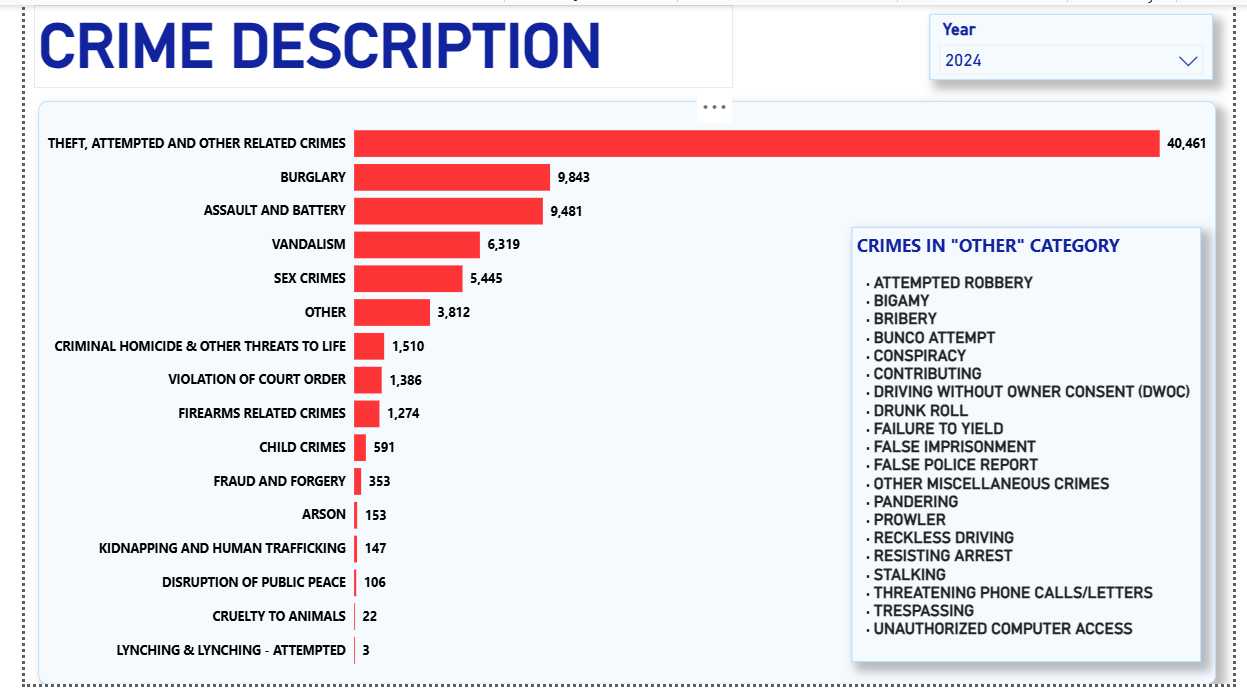 CRIME DESCRIPTION
Year
2024
THEFT, ATTEMPTED AND OTHER RELATED CRIMES 40,461
BURGLARY 9,843
ASSAULT AND BATTERY 9,481
VANDALISM 6,319
SEX CRIMES 5,445
OTHER 3,812
CRIMINAL HOMICIDE & OTHER THREATS TO LIFE 1,510
VIOLATION OF COURT ORDER 1,386
FIREARMS RELATED CRIMES 1,274
CHILD CRIMES 591
FRAUD AND FORGERY 353
ARSON 153
KIDNAPPING AND HUMAN TRAFFICKING 147
DISRUPTION OF PUBLIC PEACE 106
CRUELTY TO ANIMALS 22
LYNCHING & LYNCHING - ATTEMPTED 3
CRIMES IN "OTHER" CATEGORY
· ATTEMPTED ROBBERY
· BIGAMY
· BRIBERY
· BUNCO ATTEMPT
· CONSPIRACY
· CONTRIBUTING
· DRIVING WITHOUT OWNER CONSENT (DWOC)
· DRUNK ROLL
· FAILURE TO YIELD
· FALSE IMPRISONMENT
· FALSE POLICE REPORT
· OTHER MISCELLANEOUS CRIMES
· PANDERING
· PROWLER
· RECKLESS DRIVING
· RESISTING ARREST
· STALKING
· THREATENING PHONE CALLS/LETTERS
· TRESPASSING
· UNAUTHORIZED COMPUTER ACCESS